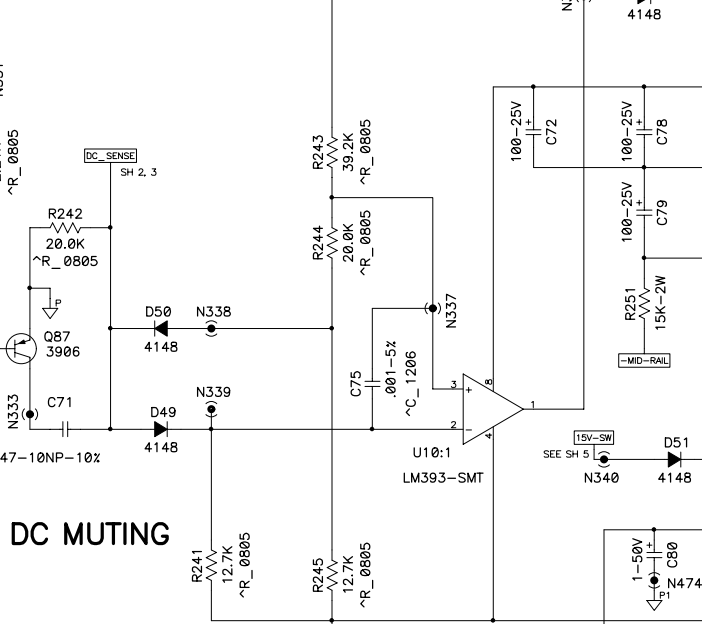 4148
100-25V
+
C72
100-25V
+
C78
R243
39.2K
^R_0805
^R_0805
DC_SENSE
SH 2, 3
R242
20.0K
^R_0805
R244
20.0K
^R_0805
100-25V
+
C79
P
Q87
3906
D50
4148
N338
N337
R251
15K-2W
-MID-RAIL
C75
.001-5%
^C_1206
N333
C71
47-10NP-10%
D49
4148
N339
3
+
8
1
2
-
4
U10:1
LM393-SMT
15V-SW
SEE SH 5
N340
D51
4148
DC MUTING
R241
12.7K
^R_0805
R245
12.7K
^R_0805
1-50V
+
C80
N474
P1